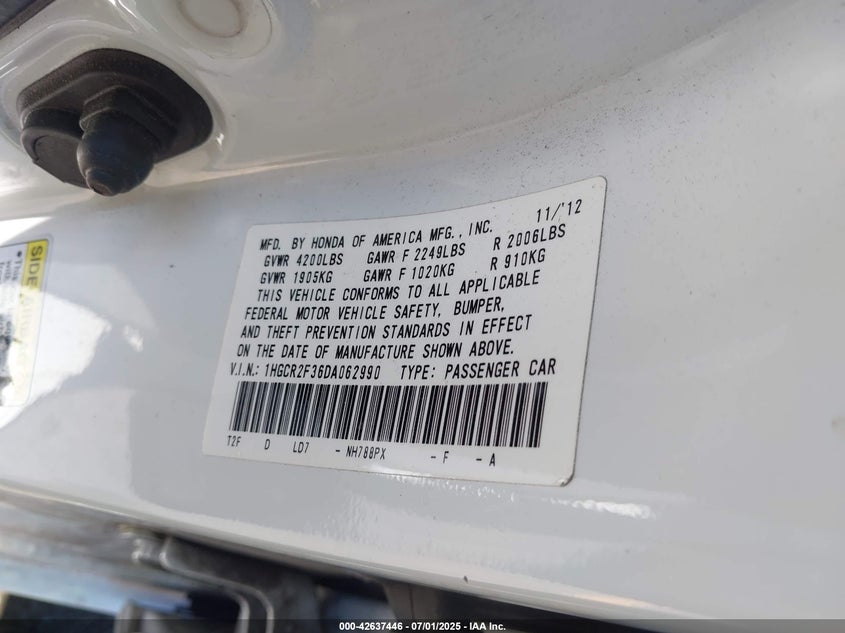 MFD. BY HONDA OF AMERICA MFG., INC. 11/'12
GVWR 4200LBS GAWR F 2249LBS R 2006LBS
GVWR 1905KG GAWR F 1020KG R 910KG
THIS VEHICLE CONFORMS TO ALL APPLICABLE
FEDERAL MOTOR VEHICLE SAFETY, BUMPER,
AND THEFT PREVENTION STANDARDS IN EFFECT
ON THE DATE OF MANUFACTURE SHOWN ABOVE.
V.I.N.: 1HGCR2F36DA062990 TYPE: PASSENGER CAR
T2F D LD7 - NH788PX - F - A
SIDE
000-42637446 - 07/01/2025 - IAA Inc.